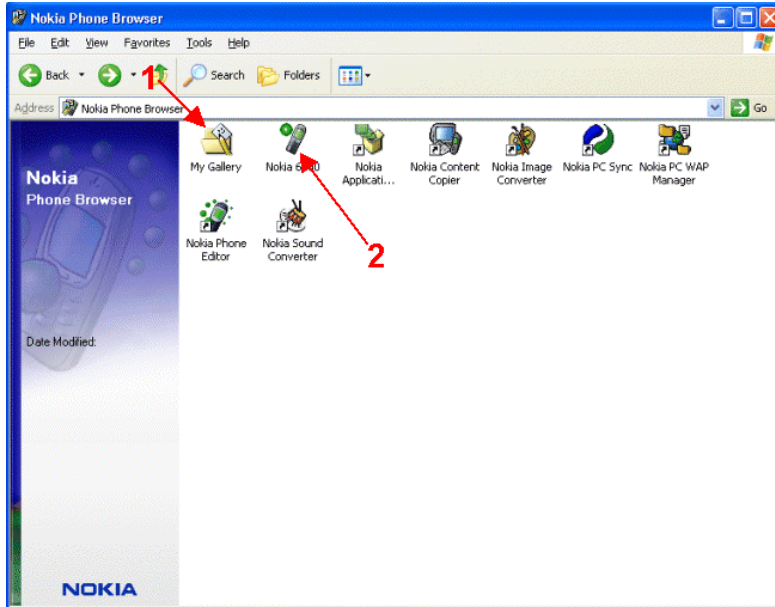 Nokia Phone Browser
File Edit View Favorites Tools Help
Back Search Folders
Address Nokia Phone Browser Go
1
Nokia
Phone Browser
Date Modified:
NOKIA
My Gallery
Nokia
Nokia Applicati...
Nokia Content Copier
Nokia Image Converter
Nokia PC Sync
Nokia PC WAP Manager
Nokia Phone Editor
Nokia Sound Converter
2